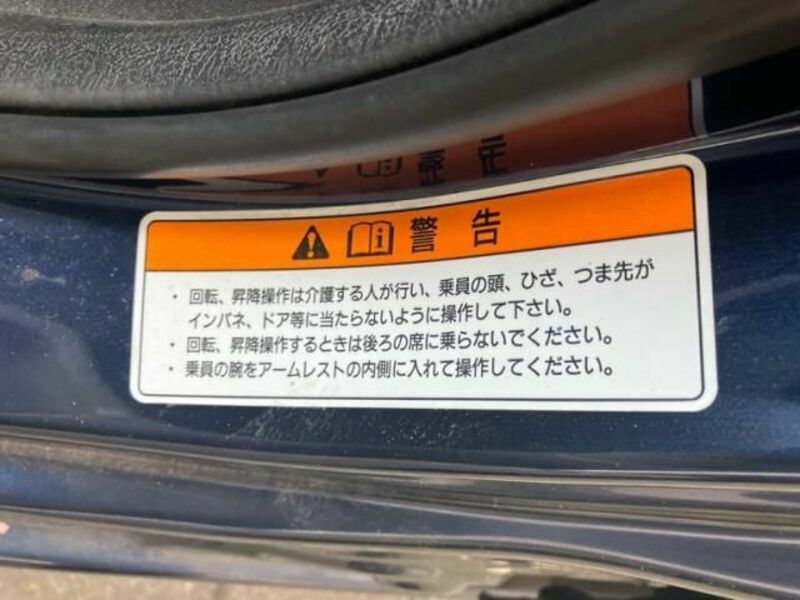 警告
・回転、昇降操作は介護する人が行い、乗員の頭、ひざ、つま先が
インパネ、ドア等に当たらないように操作して下さい。
・回転、昇降操作するときは後ろの席に乗らないでください。
・乗員の腕をアームレストの内側に入れて操作してください。